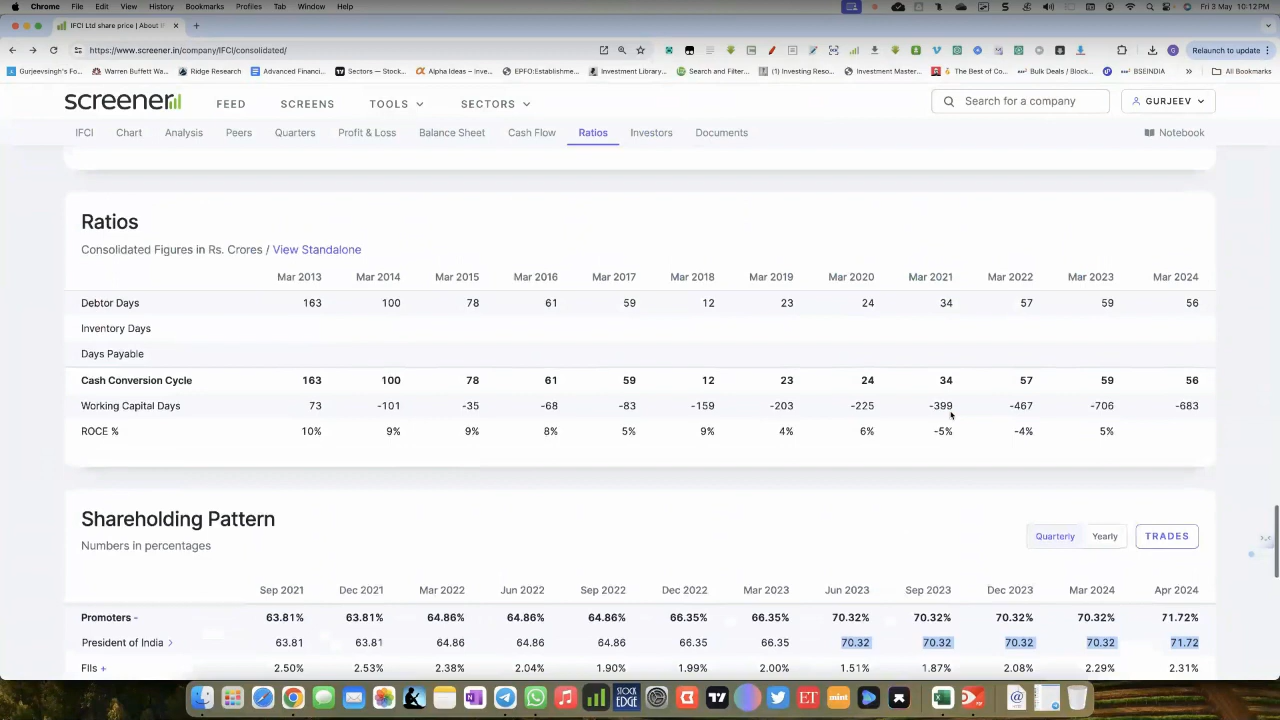 Chrome File Edit View History Bookmarks Profiles Tab Window Help Fri 3 May 10:12 PM
IFCI Ltd share price | About I
https://www.screener.in/company/IFCI/consolidated/ Relaunch to update
Gurjeevsingh's Fo... Warren Buffett Wa... Ridge Research Advanced Financi... Sectors — Stock... Alpha Ideas – Inve... EPFO:Establishme... Investment Library... Search and Filter... (1) Investing Reso... Investment Master... The Best of Co... Bulk Deals / Block... BSEINDIA » All Bookmarks
screener FEED SCREENS TOOLS SECTORS Search for a company GURJEEV
IFCI Chart Analysis Peers Quarters Profit & Loss Balance Sheet Cash Flow Ratios Investors Documents Notebook
Ratios
Consolidated Figures in Rs. Crores / View Standalone
Mar 2013 Mar 2014 Mar 2015 Mar 2016 Mar 2017 Mar 2018 Mar 2019 Mar 2020 Mar 2021 Mar 2022 Mar 2023 Mar 2024
Debtor Days 163 100 78 61 59 12 23 24 34 57 59 56
Inventory Days
Days Payable
Cash Conversion Cycle 163 100 78 61 59 12 23 24 34 57 59 56
Working Capital Days 73 -101 -35 -68 -83 -159 -203 -225 -399 -467 -706 -683
ROCE % 10% 9% 9% 8% 5% 9% 4% 6% -5% -4% 5%
Shareholding Pattern
Numbers in percentages
Quarterly Yearly TRADES
Sep 2021 Dec 2021 Mar 2022 Jun 2022 Sep 2022 Dec 2022 Mar 2023 Jun 2023 Sep 2023 Dec 2023 Mar 2024 Apr 2024
Promoters - 63.81% 63.81% 64.86% 64.86% 64.86% 66.35% 66.35% 70.32% 70.32% 70.32% 70.32% 71.72%
President of India 63.81 63.81 64.86 64.86 64.86 66.35 66.35 70.32 70.32 70.32 70.32 71.72
FIIs + 2.50% 2.53% 2.38% 2.04% 1.90% 1.99% 2.00% 1.51% 1.87% 2.08% 2.29% 2.31%
STOCK EDGE ET mint